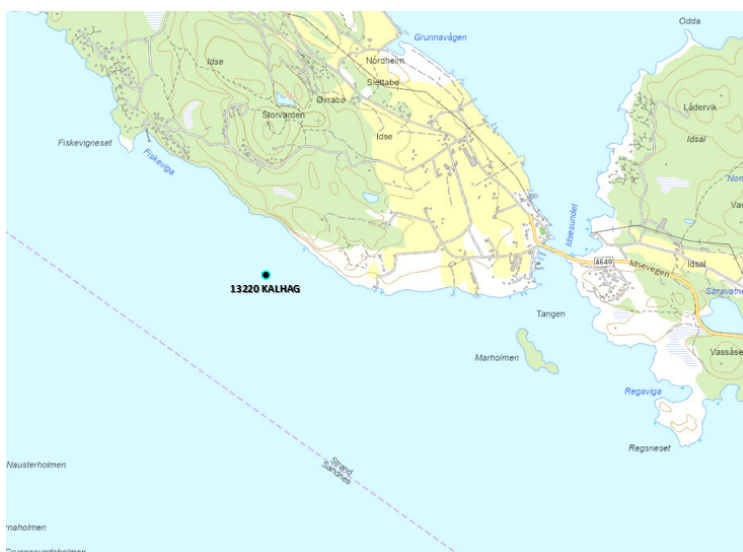 Odda
Grunnavågen
Nordheim
Idse
Slettabø
Øvrabø
Lådervik
Storvarden
Idsal
Idse
Fiskevigneset
Fiskeviga
Idsesundet
4640
Idsevegen
Idsal
13220 KALHAG
Tangen
Marholmen
Vassåse
Regsviga
Regsneset
Strand
Sandnes
Nausterholmen